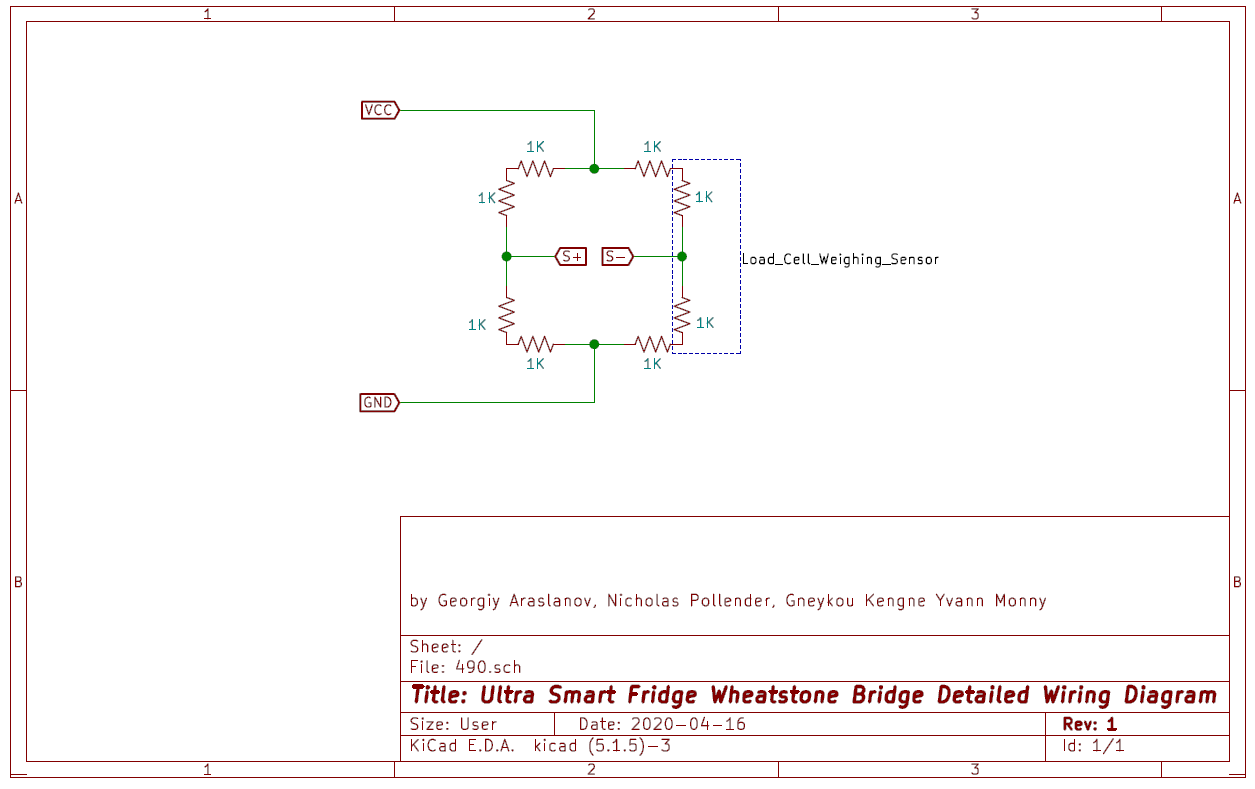 1 2 3
VCC
1K 1K
A A
1K 1K
S+ S-
Load_Cell_Weighing_Sensor
1K 1K
1K 1K
GND
B B
by Georgiy Araslanov, Nicholas Pollender, Gneykou Kengne Yvann Monny
Sheet: /
File: 490.sch
Title: Ultra Smart Fridge Wheatstone Bridge Detailed Wiring Diagram
Size: User Date: 2020-04-16 Rev: 1
KiCad E.D.A. kicad (5.1.5)-3 Id: 1/1
1 2 3